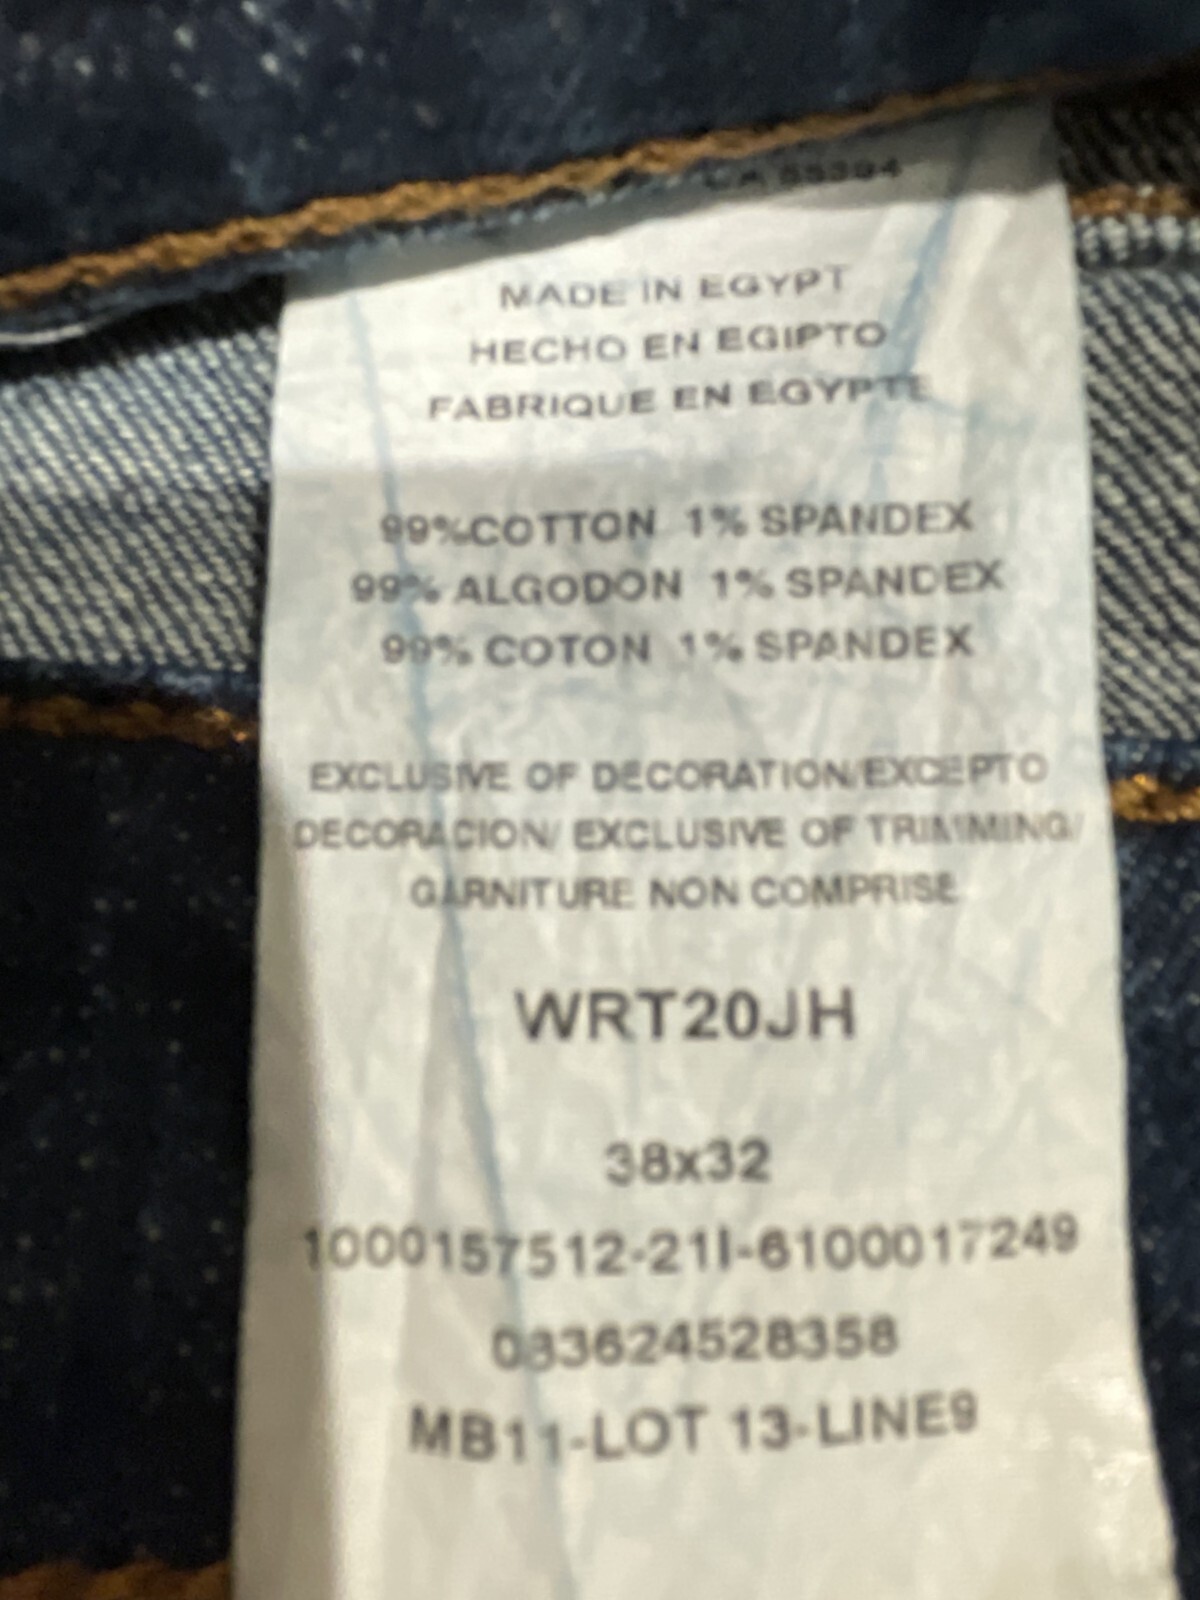 CA 55394
MADE IN EGYPT
HECHO EN EGIPTO
FABRIQUE EN EGYPTE
99%COTTON 1% SPANDEX
99% ALGODON 1% SPANDEX
99% COTON 1% SPANDEX
EXCLUSIVE OF DECORATION/EXCEPTO
DECORACION/ EXCLUSIVE OF TRIMMING/
GARNITURE NON COMPRISE
WRT20JH
38x32
1000157512-21I-6100017249
083624528358
MB11-LOT 13-LINE9